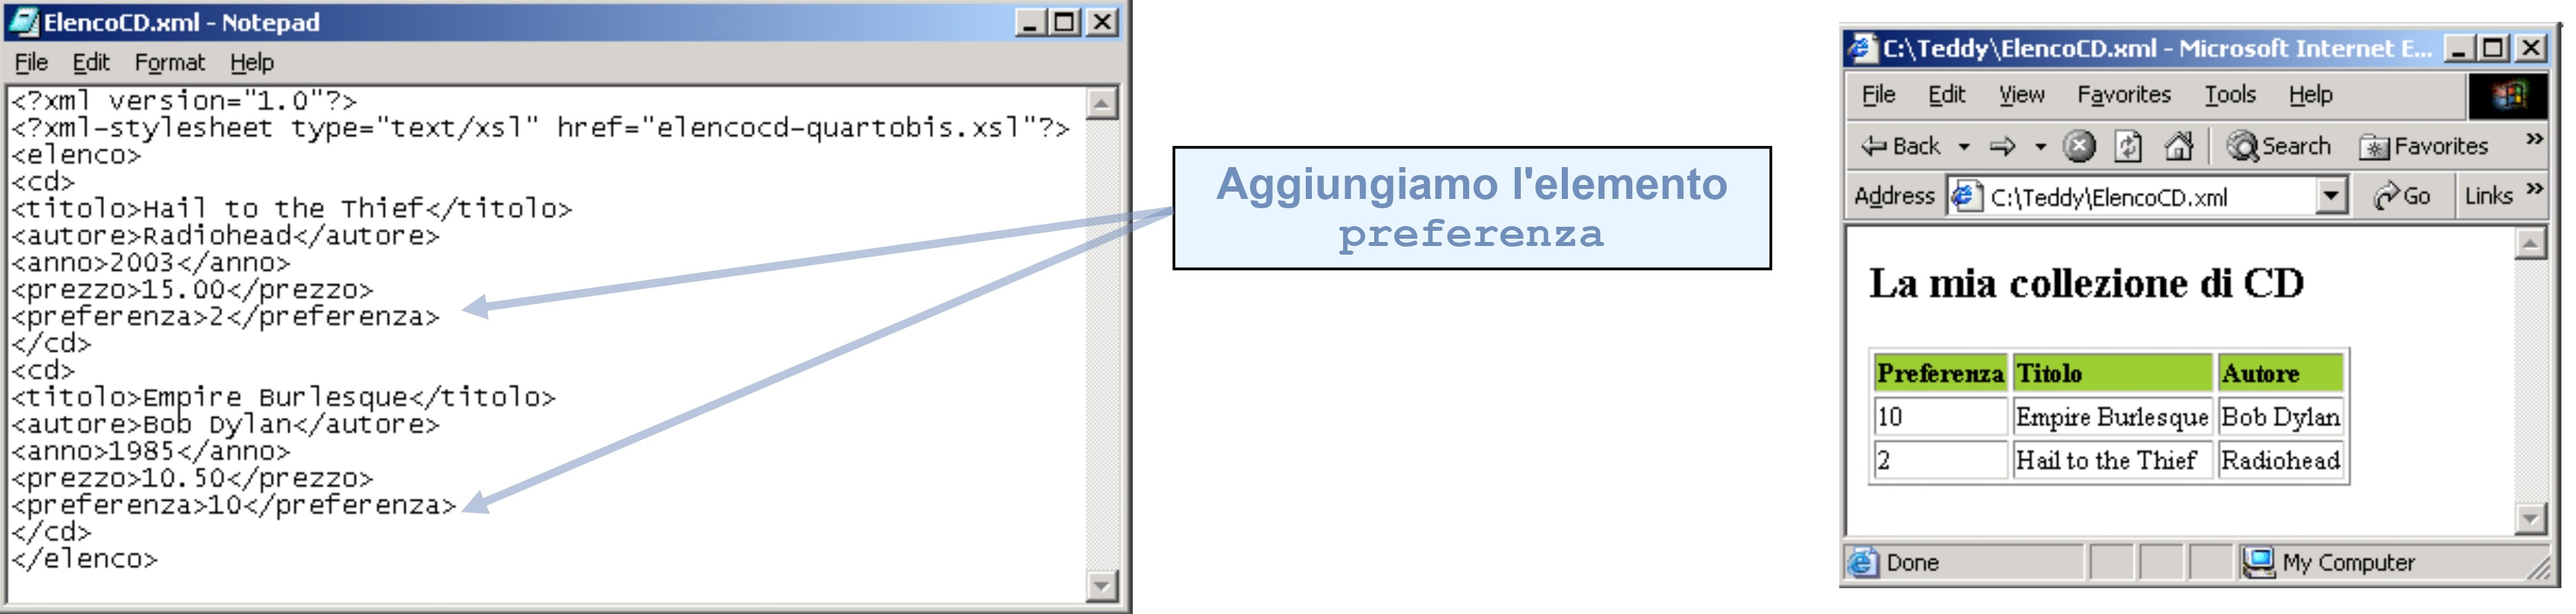 ElencoCD.xml - Notepad
File Edit Format Help
<?xml version="1.0"?>
<?xml-stylesheet type="text/xsl" href="elencocd-quartobis.xsl"?>
<elenco>
<cd>
<titolo>Hail to the Thief</titolo>
<autore>Radiohead</autore>
<anno>2003</anno>
<prezzo>15.00</prezzo>
<preferenza>2</preferenza>
</cd>
<cd>
<titolo>Empire Burlesque</titolo>
<autore>Bob Dylan</autore>
<anno>1985</anno>
<prezzo>10.50</prezzo>
<preferenza>10</preferenza>
</cd>
</elenco>
Aggiungiamo l'elemento
preferenza
C:\Teddy\ElencoCD.xml - Microsoft Internet E...
File Edit View Favorites Tools Help
Back Search Favorites »
Address C:\Teddy\ElencoCD.xml Go Links »
La mia collezione di CD
Preferenza Titolo Autore
10 Empire Burlesque Bob Dylan
2 Hail to the Thief Radiohead
Done My Computer